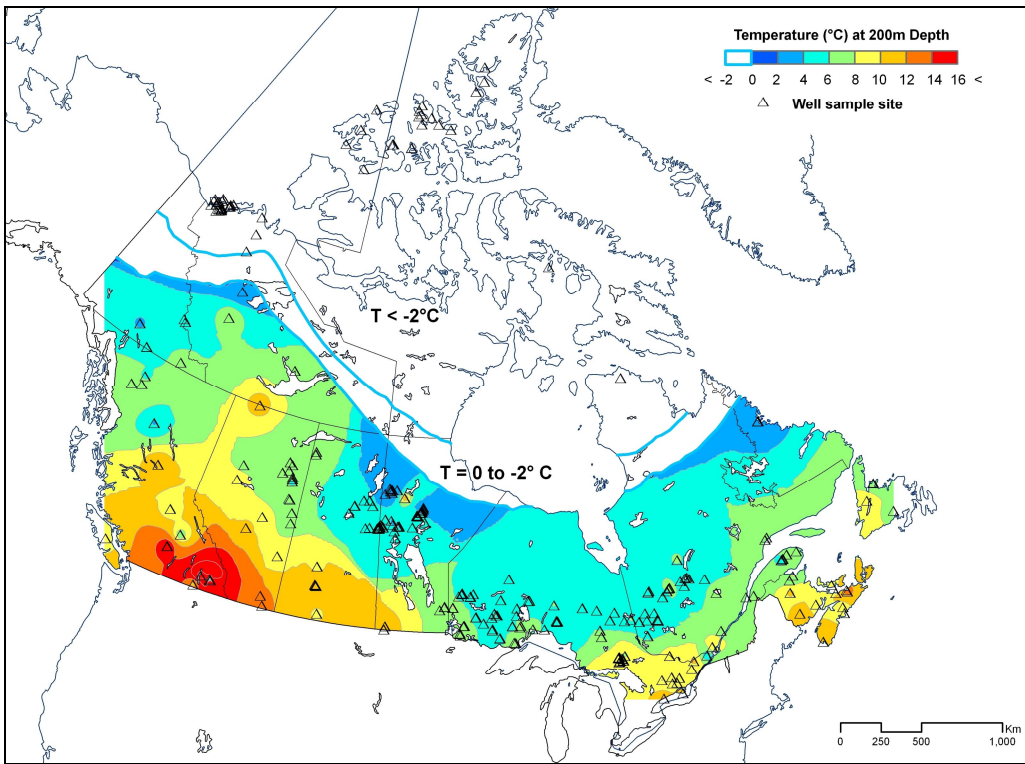 Temperature (°C) at 200m Depth
< -2 0 2 4 6 8 10 12 14 16 <
Well sample site
T < -2°C
T = 0 to -2° C
Km
0 250 500 1,000